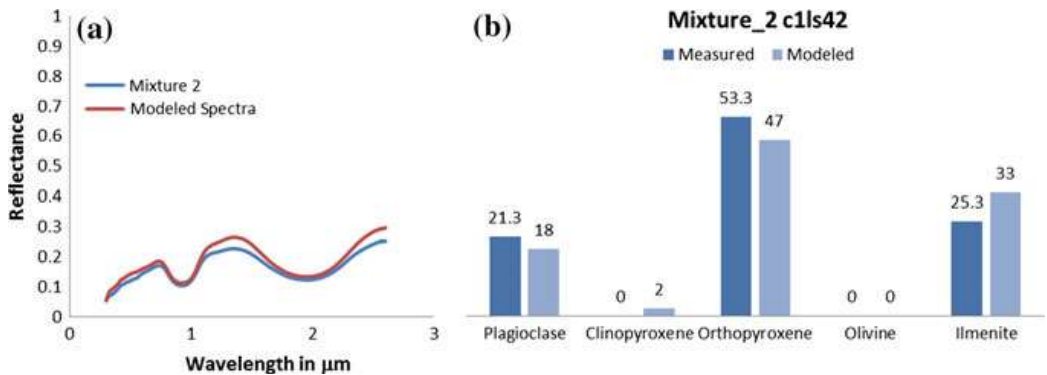 (a)
1
0.9
0.8
0.7
0.6
0.5
0.4
0.3
0.2
0.1
0
Reflectance
Mixture 2
Modeled Spectra
0 1 2 3
Wavelength in μm
(b)
Mixture_2 c1ls42
Measured Modeled
21.3 18 0 2 53.3 47 0 0 25.3 33
Plagioclase Clinopyroxene Orthopyroxene Olivine Ilmenite